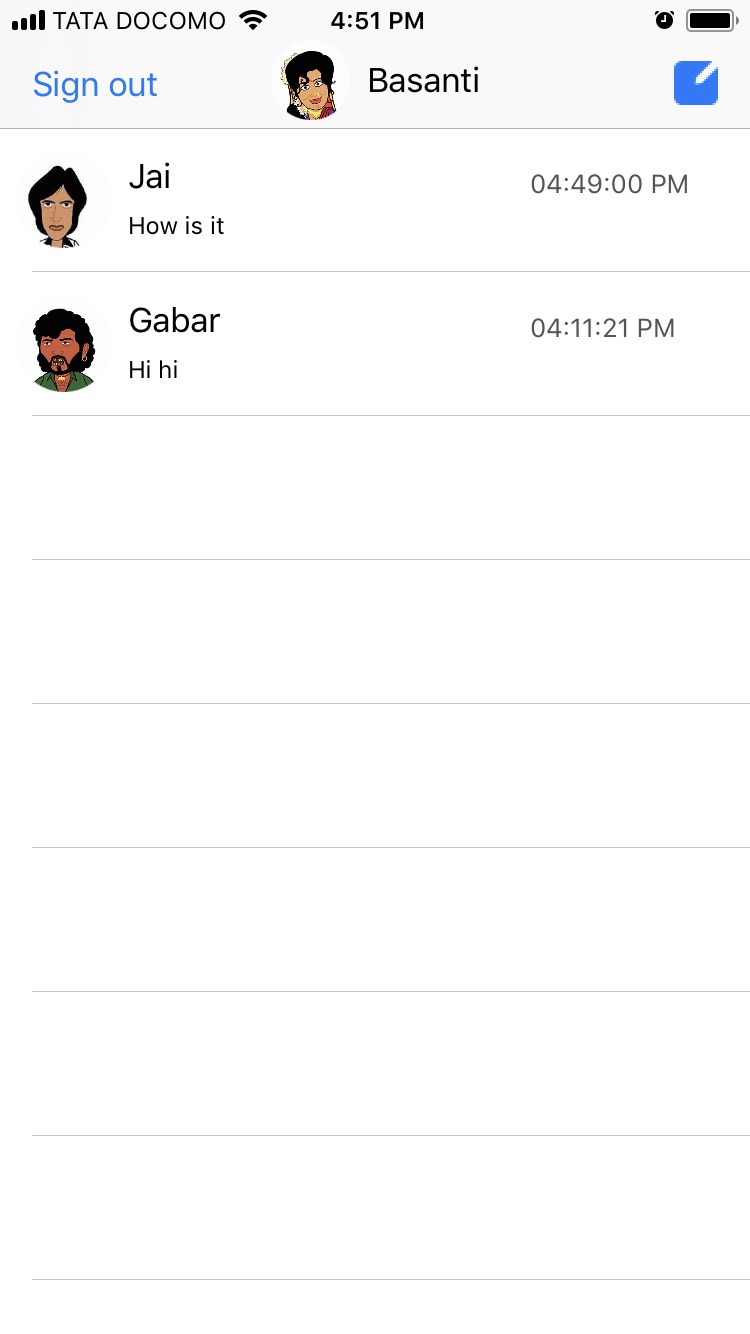 TATA DOCOMO 4:51 PM
Sign out Basanti
Jai 04:49:00 PM
How is it
Gabar 04:11:21 PM
Hi hi